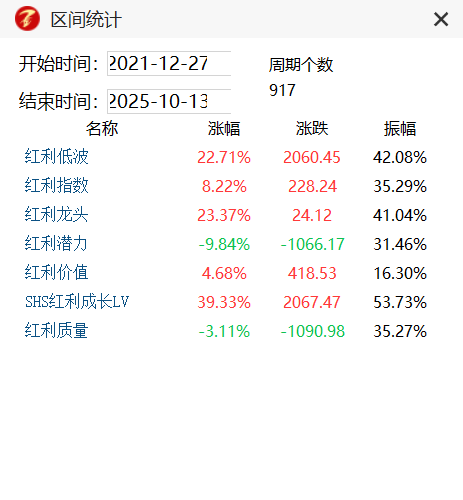 区间统计
开始时间: 2021-12-27 周期个数
917
结束时间: 2025-10-13
名称 涨幅 涨跌 振幅
红利低波 22.71% 2060.45 42.08%
红利指数 8.22% 228.24 35.29%
红利龙头 23.37% 24.12 41.04%
红利潜力 -9.84% -1066.17 31.46%
红利价值 4.68% 418.53 16.30%
SHS红利成长LV 39.33% 2067.47 53.73%
红利质量 -3.11% -1090.98 35.27%